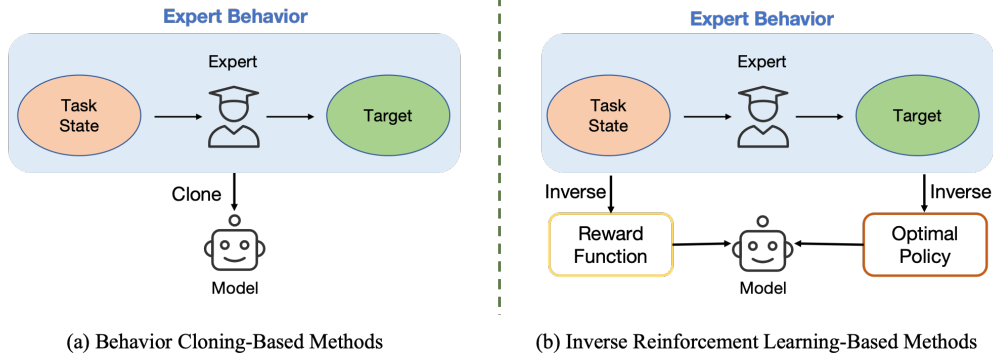 Expert Behavior
Expert
Task
State
Target
Clone
Model
(a) Behavior Cloning-Based Methods
Expert Behavior
Expert
Task
State
Target
Inverse
Inverse
Reward
Function
Optimal
Policy
Model
(b) Inverse Reinforcement Learning-Based Methods